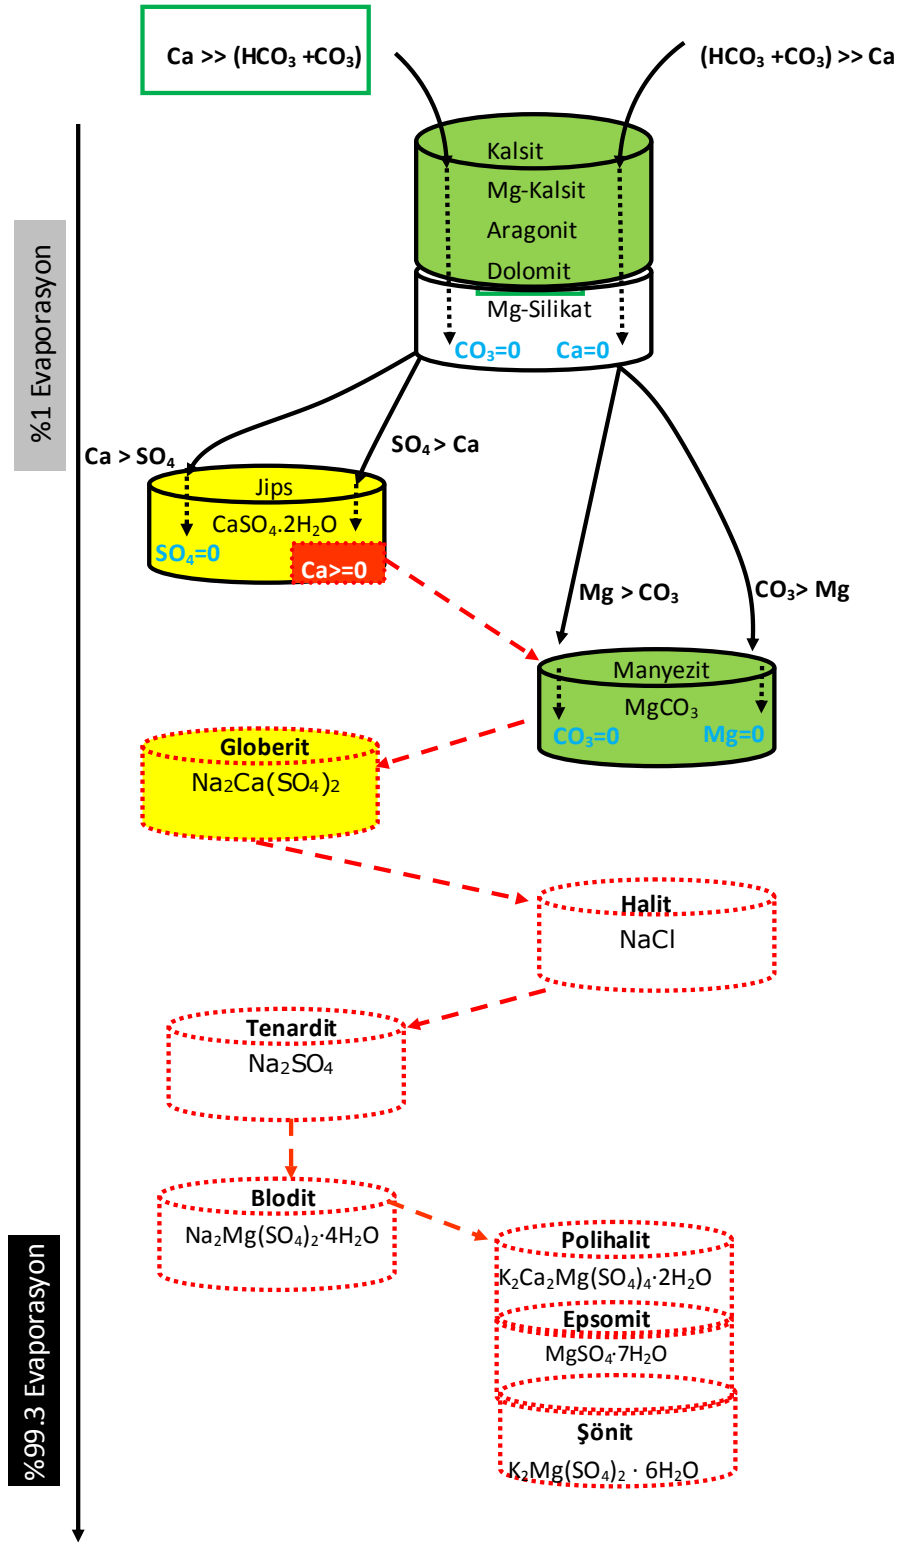 Ca >> (HCO₃ +CO₃)
(HCO₃ +CO₃) >> Ca
Kalsit
Mg-Kalsit
Aragonit
Dolomit
Mg-Silikat
CO₃=0
Ca=0
%1 Evaporasyon
Ca > SO₄
SO₄ > Ca
Jips
CaSO₄.2H₂O
SO₄=0
Ca>=0
Mg > CO₃
CO₃> Mg
Manyezit
MgCO₃
CO₃=0
Mg=0
Globerit
Na₂Ca(SO₄)₂
Halit
NaCl
Tenardit
Na₂SO₄
Blodit
Na₂Mg(SO₄)₂·4H₂O
Polihalit
K₂Ca₂Mg(SO₄)₄·2H₂O
Epsomit
MgSO₄·7H₂O
Şönit
K₂Mg(SO₄)₂ · 6H₂O
%99.3 Evaporasyon